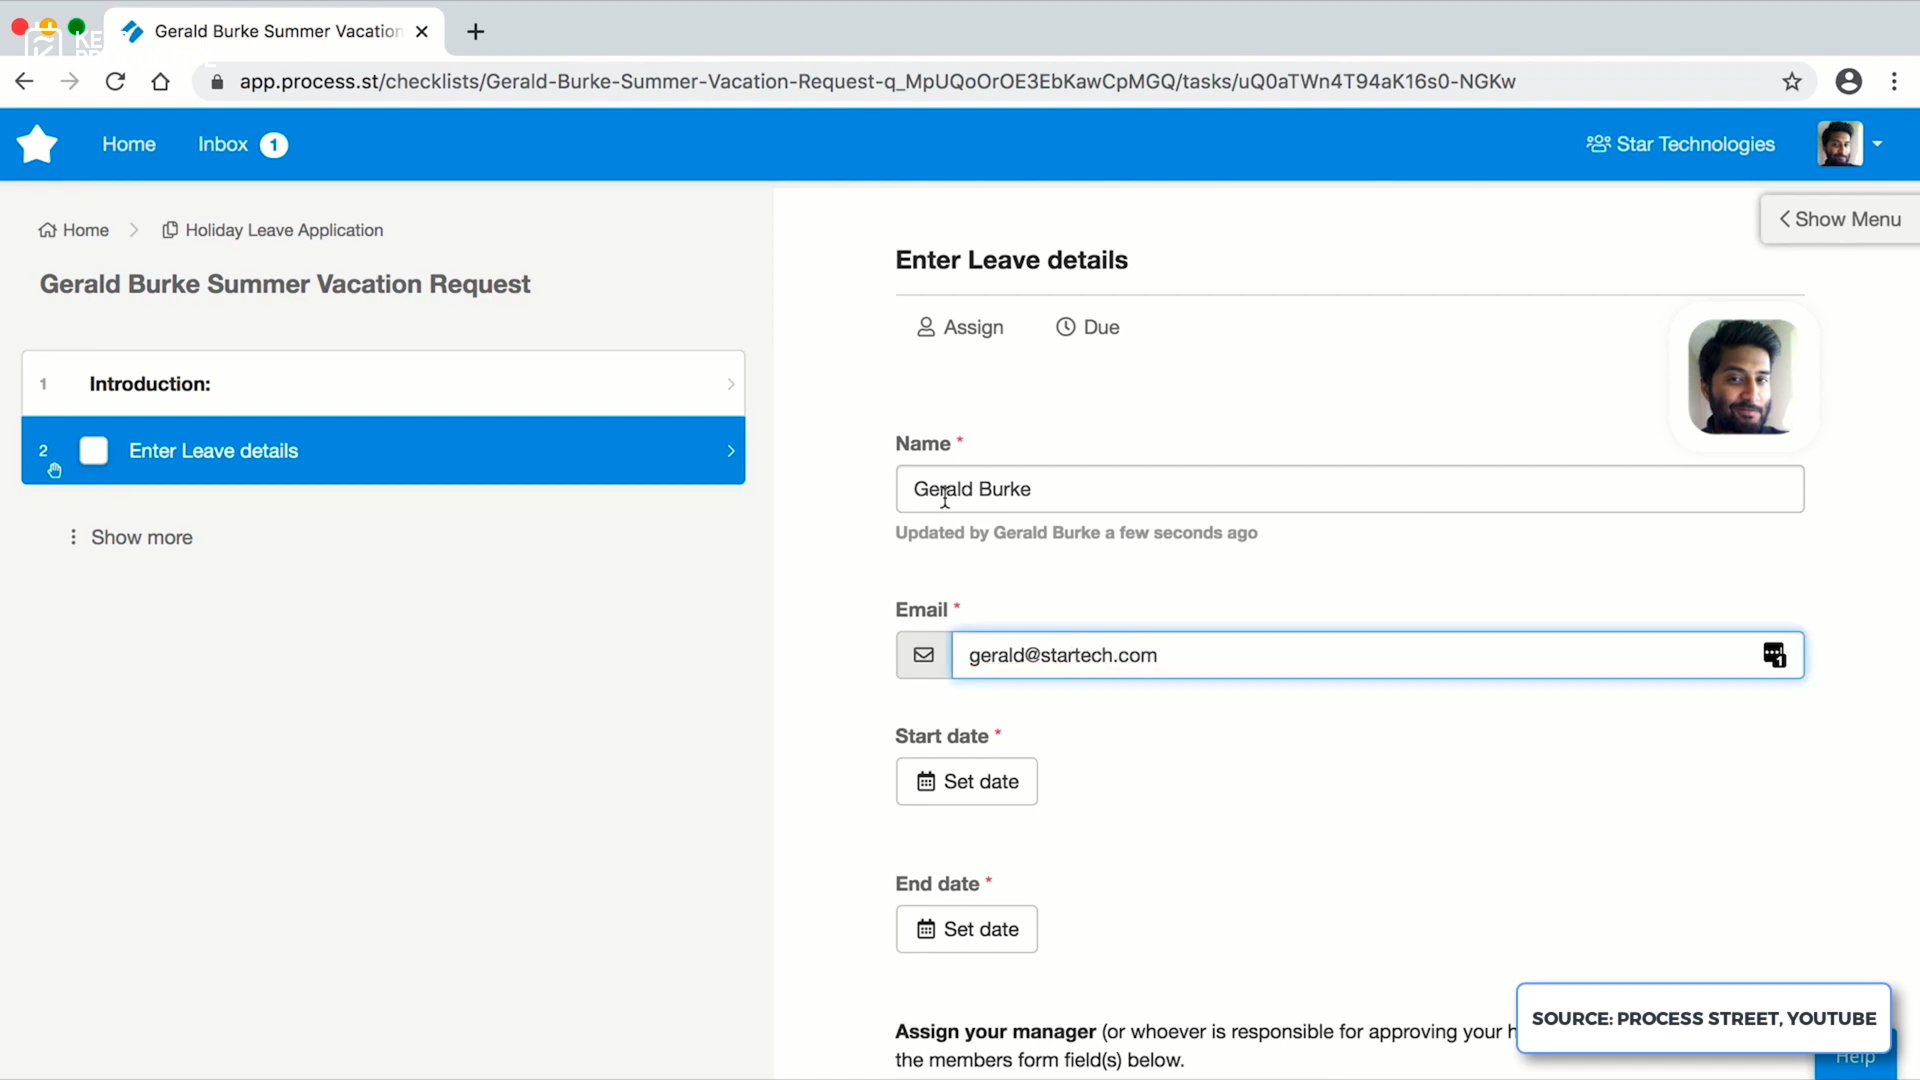 Gerald Burke Summer Vacation
app.process.st/checklists/Gerald-Burke-Summer-Vacation-Request-q_MpUQoOrOE3EbKawCpMGQ/tasks/uQ0aTWn4T94aK16s0-NGKw
Home
Inbox 1
Star Technologies
Home
Holiday Leave Application
Show Menu
Gerald Burke Summer Vacation Request
Enter Leave details
Assign
Due
1 Introduction:
2 Enter Leave details
Show more
Name *
Gerald Burke
Updated by Gerald Burke a few seconds ago
Email *
gerald@startech.com
1
Start date *
Set date
End date *
Set date
Assign your manager (or whoever is responsible for approving your h
the members form field(s) below.
SOURCE: PROCESS STREET, YOUTUBE
Help